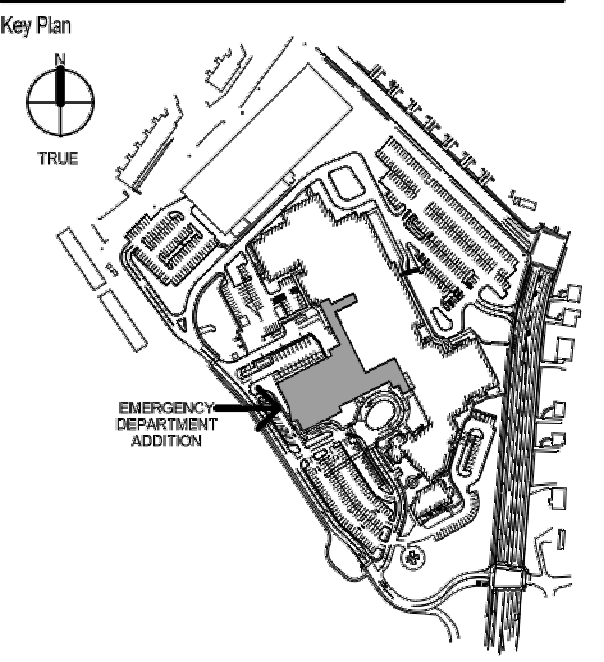 Key Plan
N
TRUE
EMERGENCY
DEPARTMENT
ADDITION